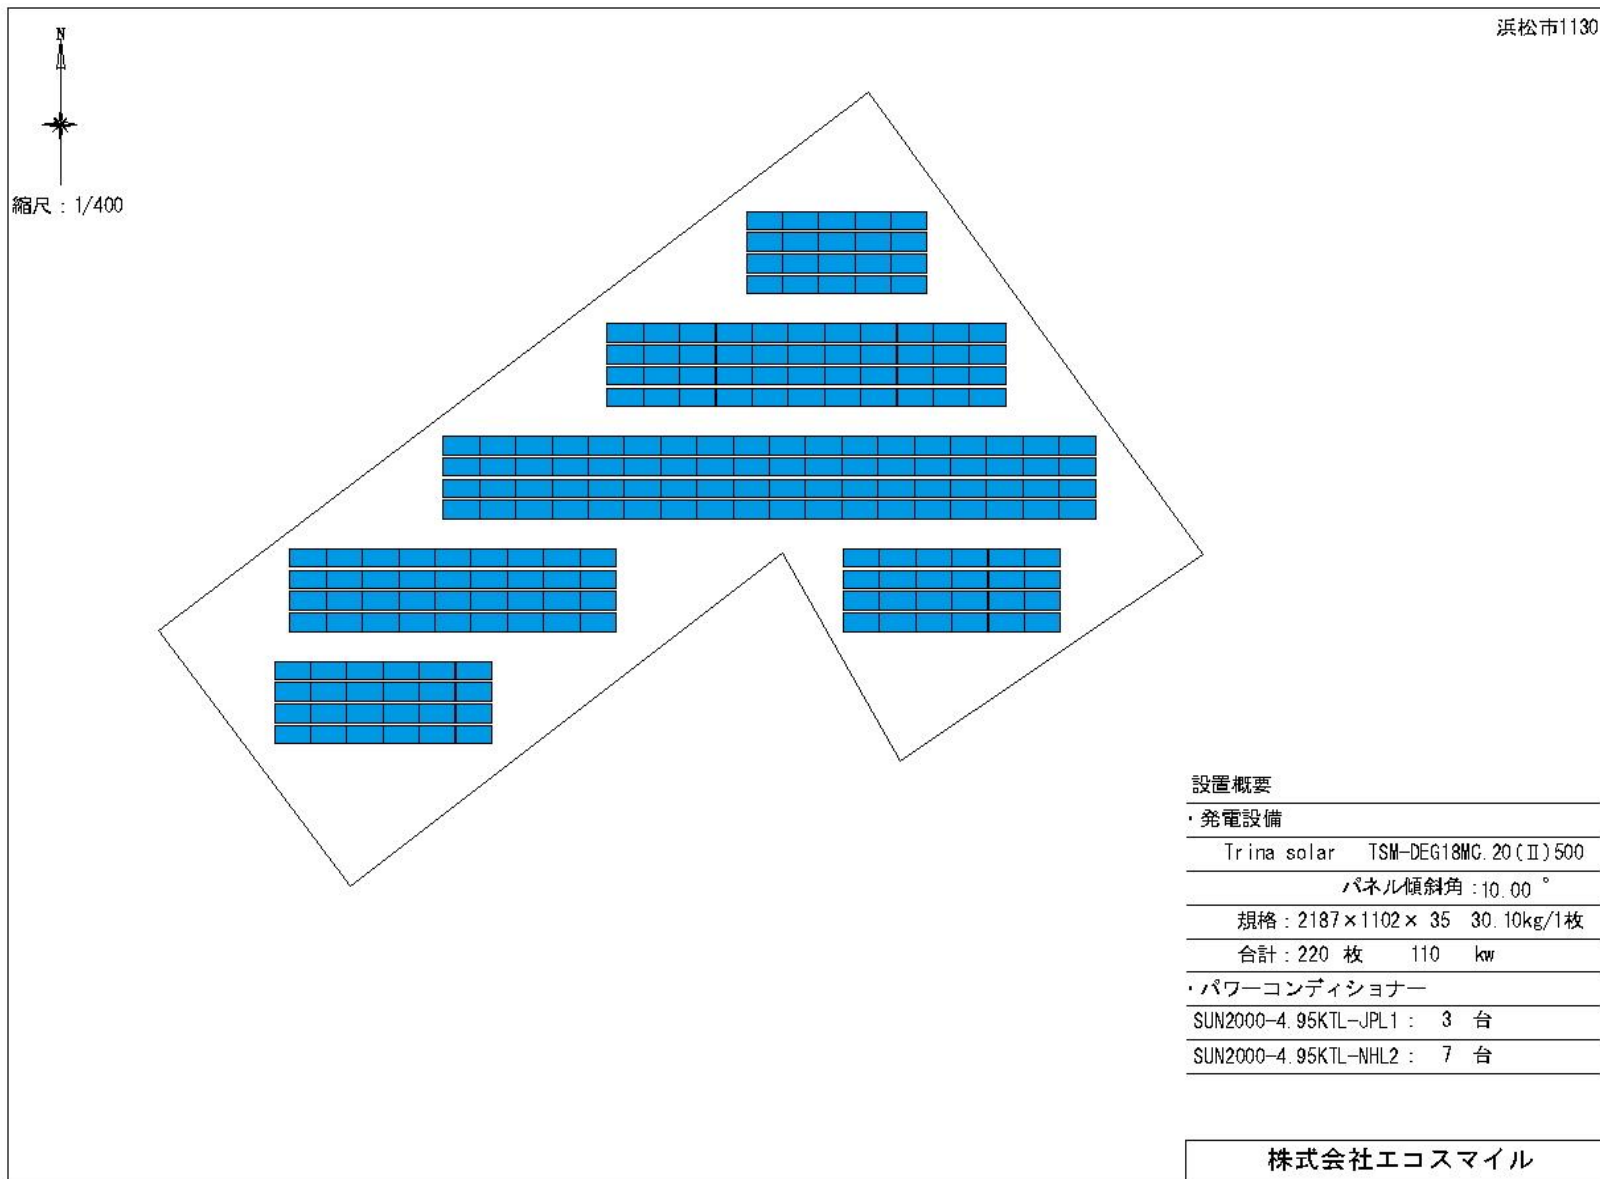 浜松市1130
N
縮尺：1/400
設置概要
・発電設備
Trina solar TSM-DEG18MC.20(Ⅱ)500
パネル傾斜角：10.00°
規格：2187×1102× 35 30.10kg/1枚
合計：220 枚 110 kw
・パワーコンディショナー
SUN2000-4.95KTL-JPL1： 3 台
SUN2000-4.95KTL-NHL2： 7 台
株式会社エコスマイル